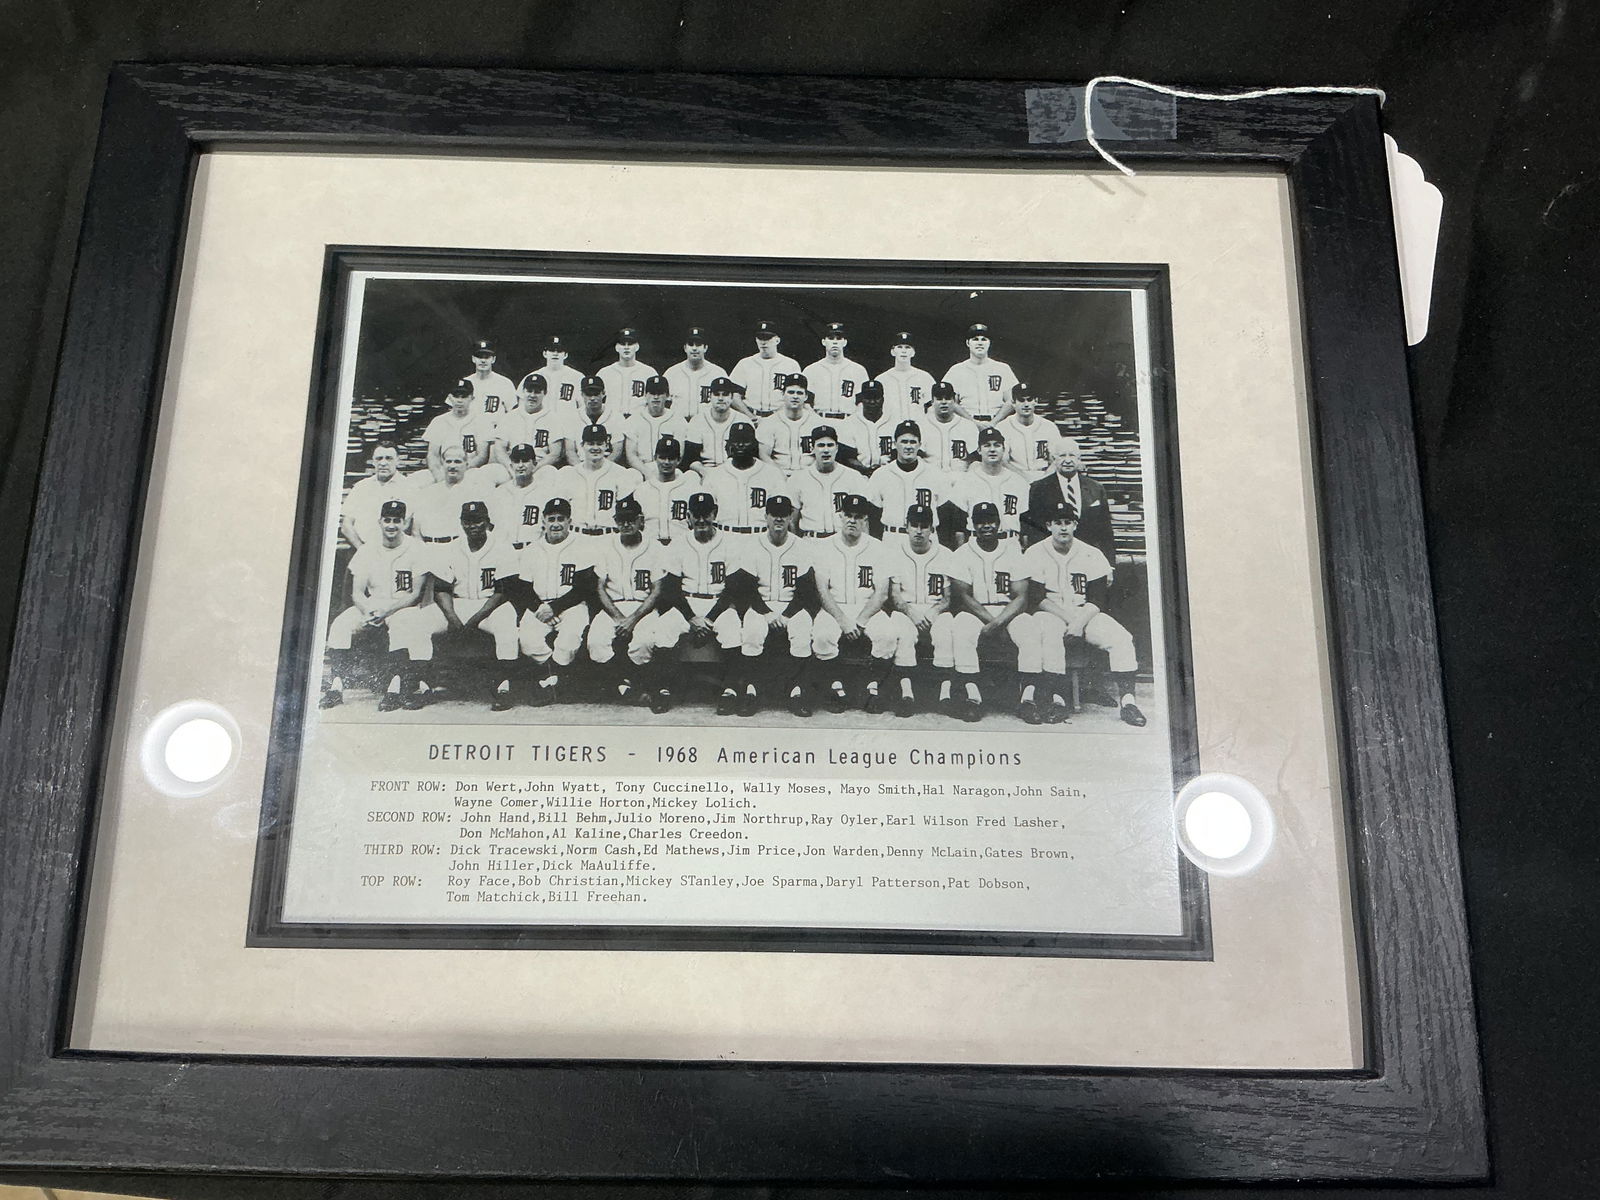 DETROIT TIGERS - 1968 American League Champions
FRONT ROW: Don Wert,John Wyatt, Tony Cuccinello, Wally Moses, Mayo Smith,Hal Naragon,John Sain,
Wayne Comer,Willie Horton,Mickey Lolich.
SECOND ROW: John Hand,Bill Behm,Julio Moreno,Jim Northrup,Ray Oyler,Earl Wilson Fred Lasher,
Don McMahon,Al Kaline,Charles Creedon.
THIRD ROW: Dick Tracewski,Norm Cash,Ed Mathews,Jim Price,Jon Warden,Denny McLain,Gates Brown,
John Hiller,Dick MaAuliffe.
TOP ROW: Roy Face,Bob Christian,Mickey STanley,Joe Sparma,Daryl Patterson,Pat Dobson,
Tom Matchick,Bill Freehan.